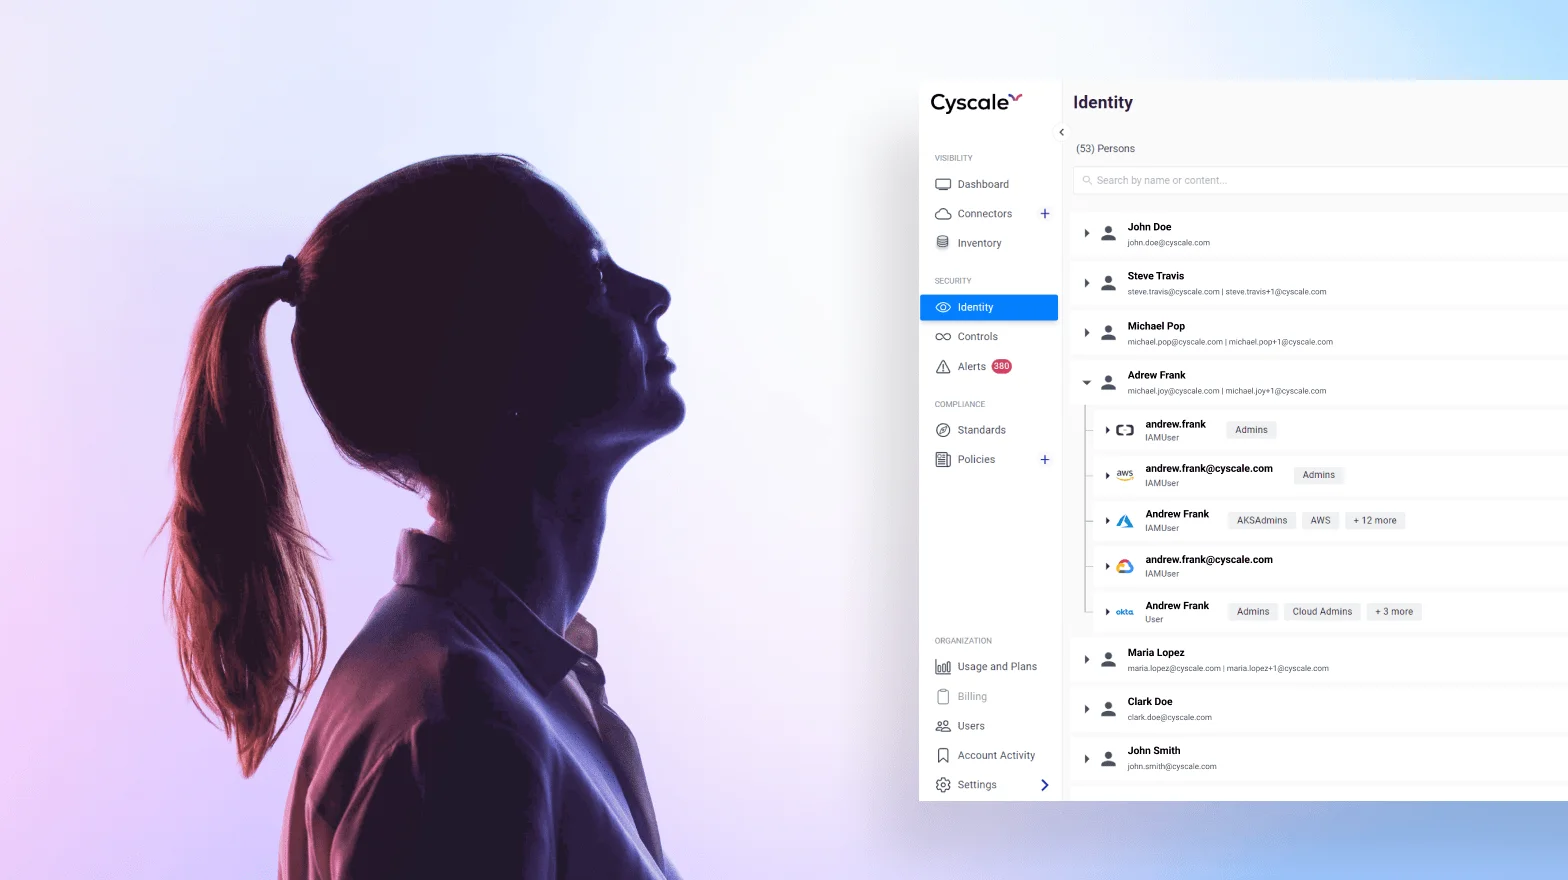 Cyscale
Identity
(53) Persons
Search by name or content...
VISIBILITY
Dashboard
Connectors +
Inventory
SECURITY
Identity
Controls
Alerts 380
COMPLIANCE
Standards
Policies +
ORGANIZATION
Usage and Plans
Billing
Users
Account Activity
Settings
John Doe
john.doe@cyscale.com
Steve Travis
steve.travis@cyscale.com | steve.travis+1@cyscale.com
Michael Pop
michael.pop@cyscale.com | michael.pop+1@cyscale.com
Adrew Frank
michael.joy@cyscale.com | michael.joy+1@cyscale.com
andrew.frank Admins
IAMUser
aws andrew.frank@cyscale.com Admins
IAMUser
Andrew Frank AKSAdmins AWS + 12 more
IAMUser
andrew.frank@cyscale.com
IAMUser
okta Andrew Frank Admins Cloud Admins + 3 more
User
Maria Lopez
maria.lopez@cyscale.com | maria.lopez+1@cyscale.com
Clark Doe
clark.doe@cyscale.com
John Smith
john.smith@cyscale.com